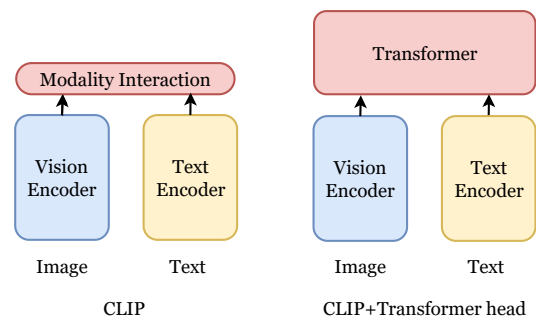 Modality Interaction
Vision
Encoder
Text
Encoder
Image
Text
CLIP
Transformer
Vision
Encoder
Text
Encoder
Image
Text
CLIP+Transformer head